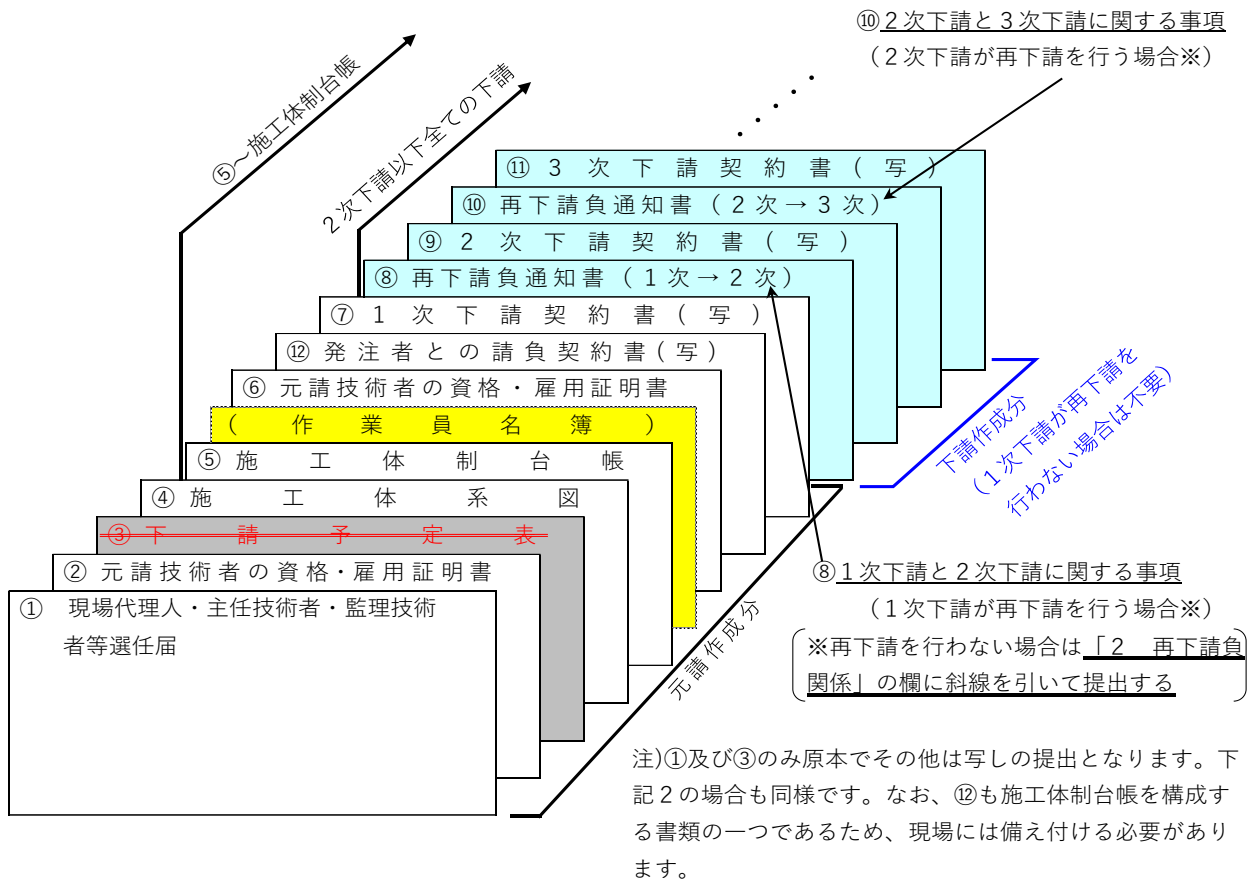 ⑩２次下請と３次下請に関する事項
（２次下請が再下請を行う場合※）
⑤～施工体制台帳
２次下請以下全ての下請
・・・・・
⑪３次下請契約書(写)
⑩再下請負通知書（２次→３次）
⑨２次下請契約書(写)
⑧再下請負通知書（１次→２次）
⑦１次下請契約書(写)
⑫発注者との請負契約書(写)
⑥元請技術者の資格・雇用証明書
（作業員名簿）
⑤施工体制台帳
④施工体系図
③下請予定表
②元請技術者の資格・雇用証明書
①　現場代理人・主任技術者・監理技術
者等選任届
下請作成分
（１次下請が再下請を
行わない場合は不要）
元請作成分
⑧１次下請と２次下請に関する事項
（１次下請が再下請を行う場合※）
※再下請を行わない場合は「２　再下請負
関係」の欄に斜線を引いて提出する
注)①及び③のみ原本でその他は写しの提出となります。下
記２の場合も同様です。なお、⑫も施工体制台帳を構成す
る書類の一つであるため、現場には備え付ける必要があり
ます。